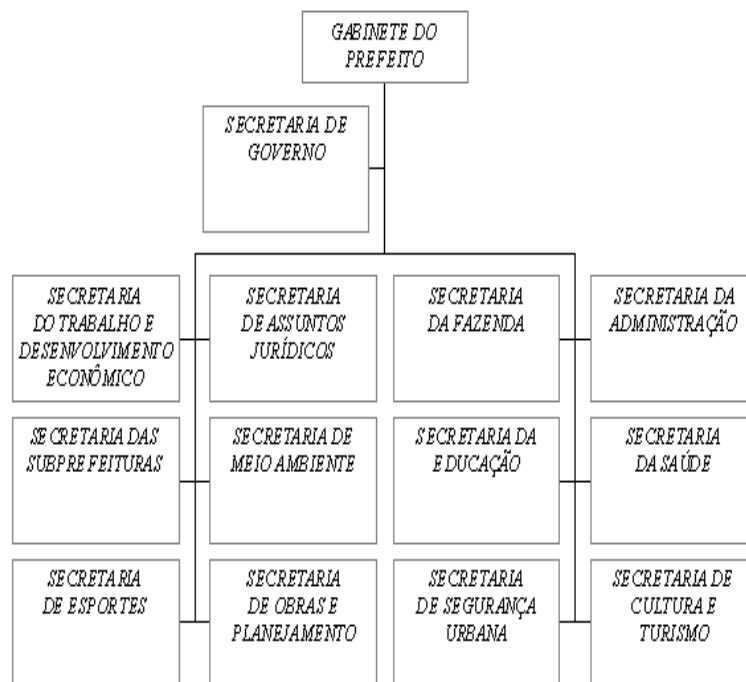 GABINETE DO
PREFEITO
SECRETARIA DE
GOVERNO
SECRETARIA
DO TRABALHO E
DESENVOLVIMENTO
ECONÔMICO
SECRETARIA
DE ASSUNTOS
JURÍDICOS
SECRETARIA
DA FAZENDA
SECRETARIA DA
ADMINISTRAÇÃO
SECRETARIA DAS
SUBPREFEITURAS
SECRETARIA DE
MEIO AMBIENTE
SECRETARIA DA
EDUCAÇÃO
SECRETARIA
DA SAÚDE
SECRETARIA
DE ESPORTES
SECRETARIA
DE OBRAS E
PLANEJAMENTO
SECRETARIA
DE SEGURANÇA
URBANA
SECRETARIA DE
CULTURA E
TURISMO